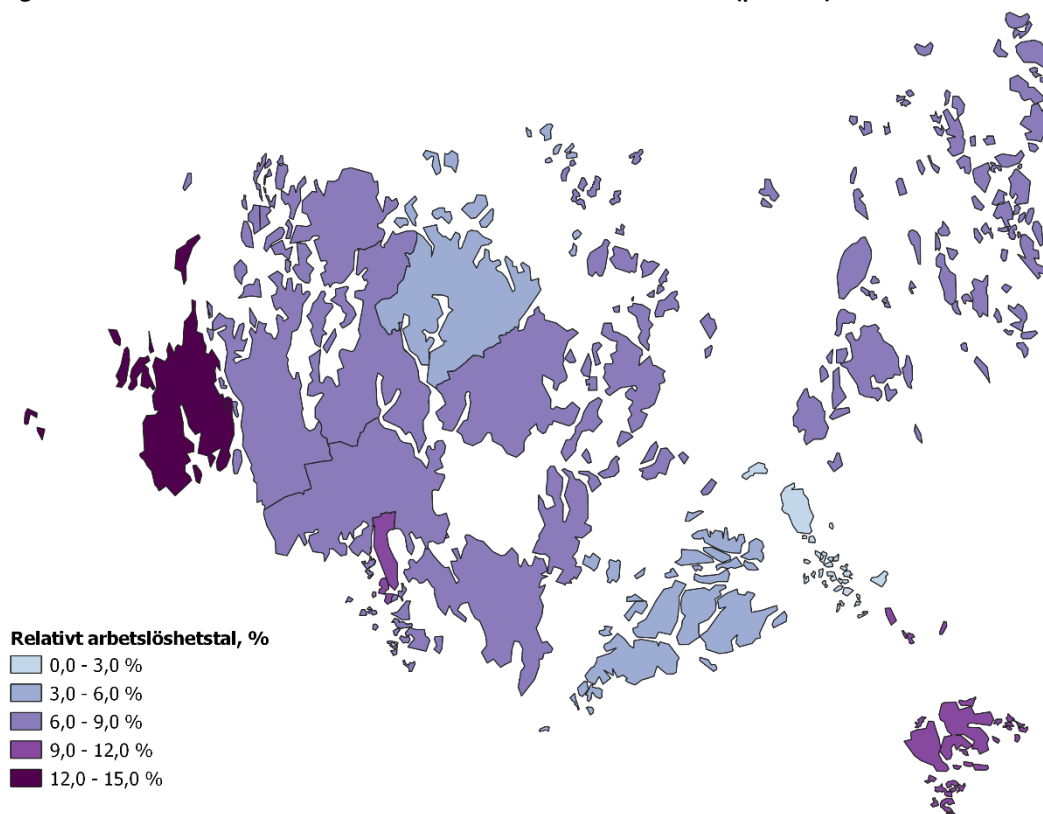 Relativt arbetslöshetstal, %
0,0 - 3,0 %
3,0 - 6,0 %
6,0 - 9,0 %
9,0 - 12,0 %
12,0 - 15,0 %